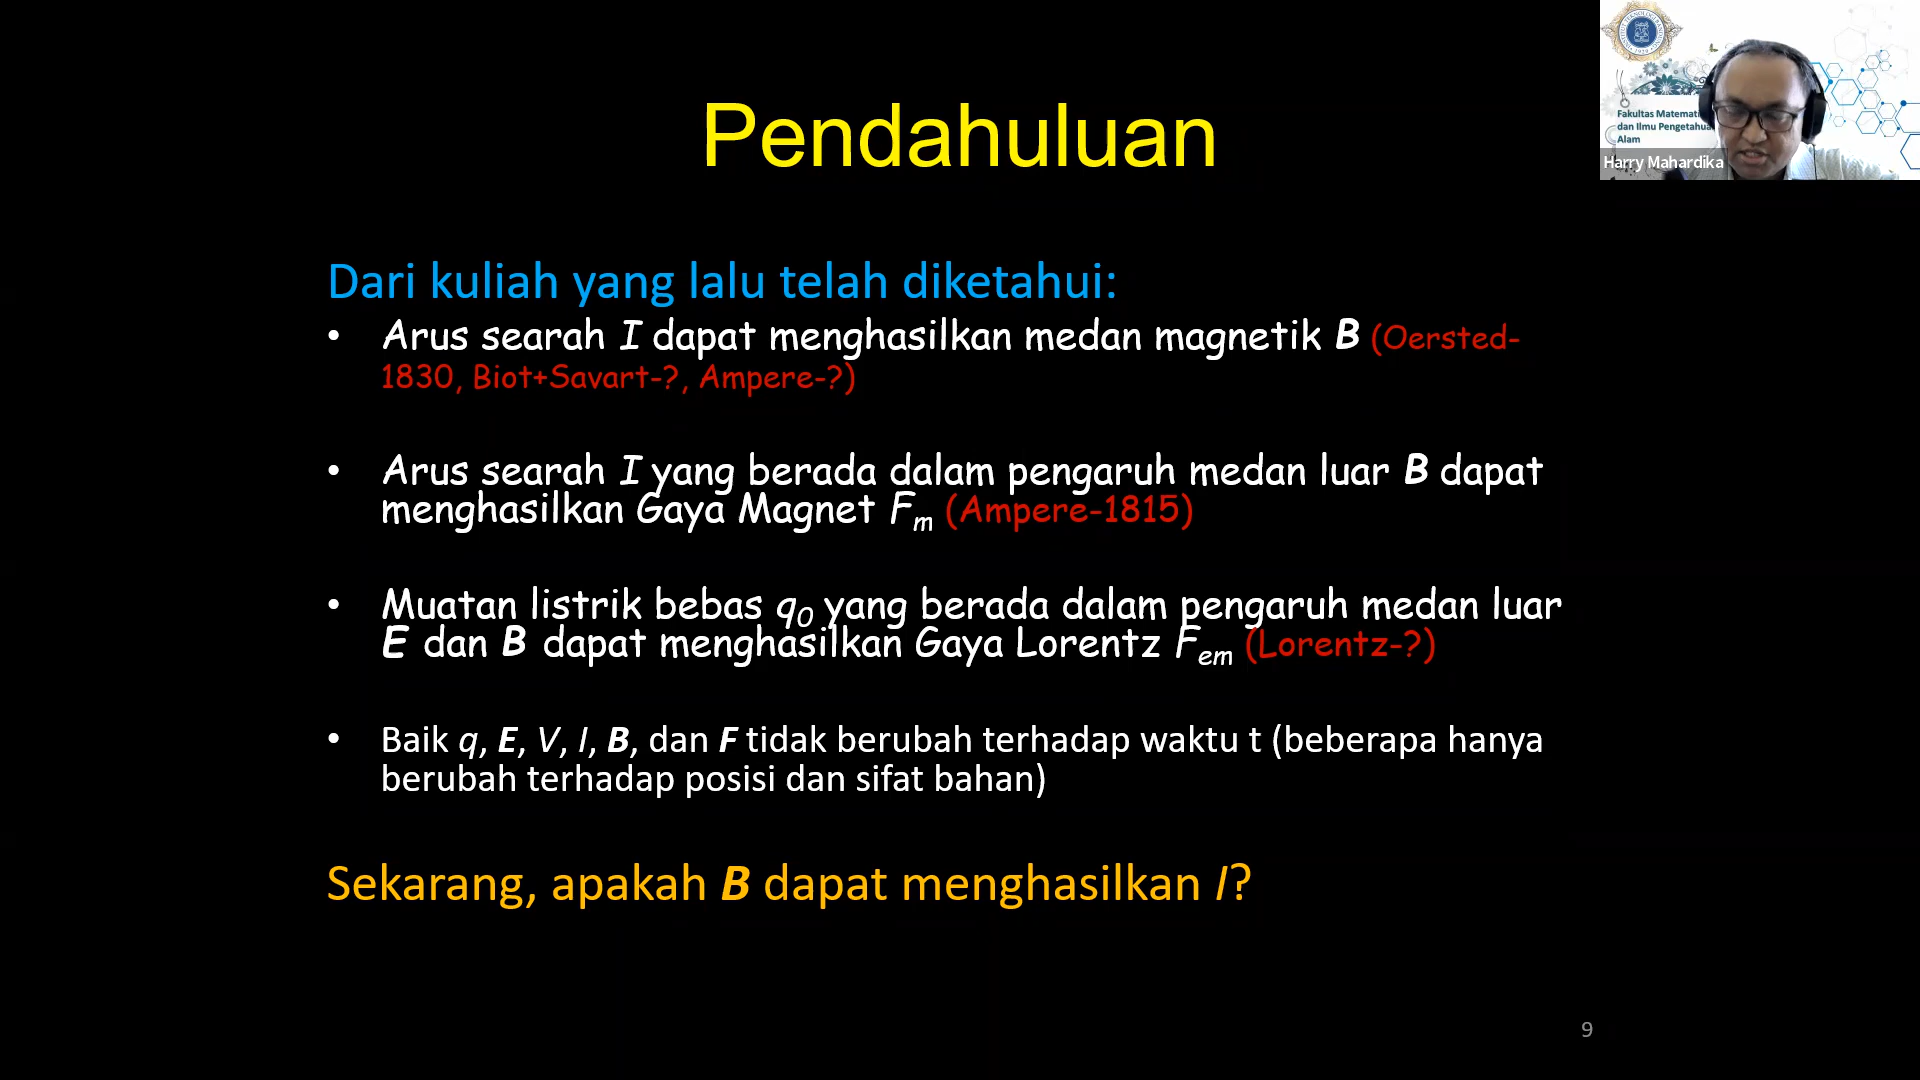 Pendahuluan
Fakultas Matemati
dan Ilmu Pengetahua
Alam
Harry Mahardika
Dari kuliah yang lalu telah diketahui:
• Arus searah I dapat menghasilkan medan magnetik B (Oersted-
1830, Biot+Savart-?, Ampere-?)
• Arus searah I yang berada dalam pengaruh medan luar B dapat
menghasilkan Gaya Magnet Fm (Ampere-1815)
• Muatan listrik bebas q0 yang berada dalam pengaruh medan luar
E dan B dapat menghasilkan Gaya Lorentz Fem (Lorentz-?)
• Baik q, E, V, I, B, dan F tidak berubah terhadap waktu t (beberapa hanya
berubah terhadap posisi dan sifat bahan)
Sekarang, apakah B dapat menghasilkan I?
9